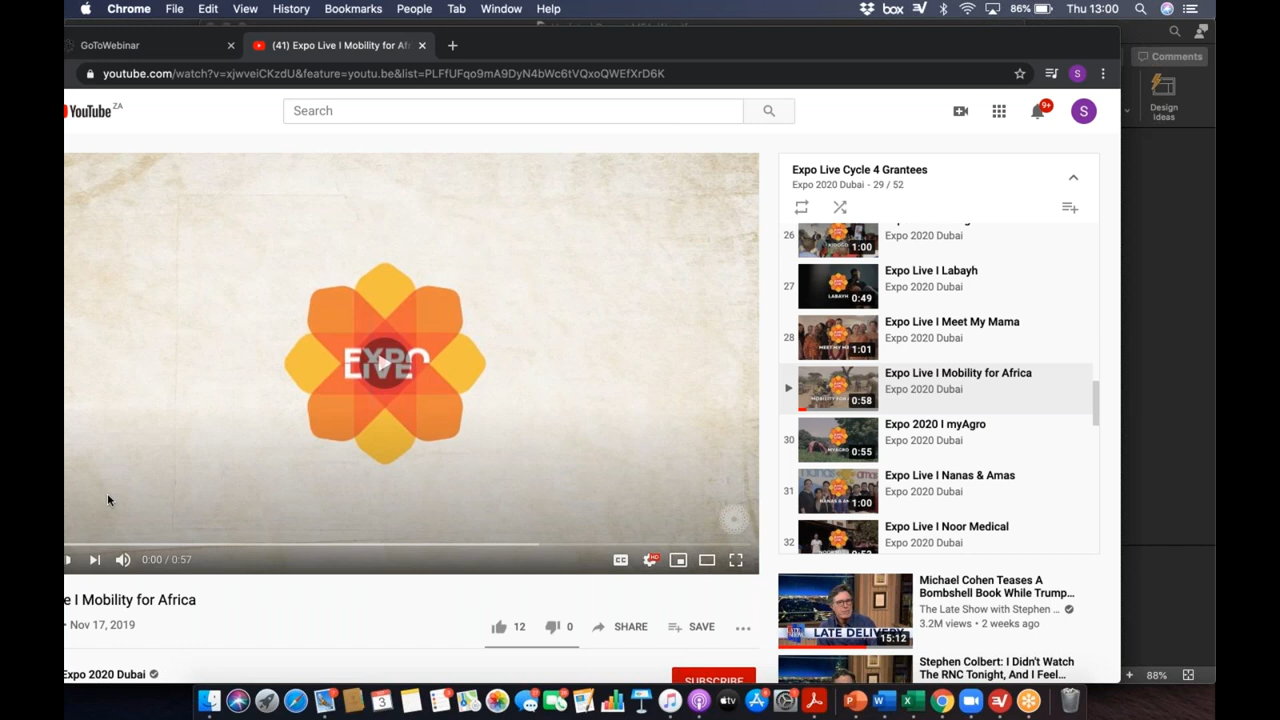 Chrome File Edit View History Bookmarks People Tab Window Help
box 86% Thu 13:00
GoToWebinar
(41) Expo Live I Mobility for Af
youtube.com/watch?v=xjwveiCKzdU&feature=youtu.be&list=PLFfUFqo9mA9DyN4bWc6tVQxoQWEfXrD6K
S
Comments
YouTube ZA
Search
9+
S
Design
Ideas
EXPO
LIVE
0:00 / 0:57
CC
HD
Expo Live Cycle 4 Grantees
Expo 2020 Dubai - 29 / 52
26
1:00
Expo 2020 Dubai
27
LABAYH
0:49
Expo Live I Labayh
Expo 2020 Dubai
28
1:01
Expo Live I Meet My Mama
Expo 2020 Dubai
0:58
Expo Live I Mobility for Africa
Expo 2020 Dubai
30
MYAGRO
0:55
Expo 2020 I myAgro
Expo 2020 Dubai
31
1:00
Expo Live I Nanas & Amas
Expo 2020 Dubai
32
Expo Live I Noor Medical
Expo 2020 Dubai
e I Mobility for Africa
• Nov 17, 2019
12 0 SHARE SAVE
Expo 2020 Dubai
SUBSCRIBE
LATE DELIVERY
15:12
Michael Cohen Teases A
Bombshell Book While Trump...
The Late Show with Stephen ...
3.2M views • 2 weeks ago
Stephen Colbert: I Didn't Watch
The RNC Tonight, And I Feel...
88%
3
tv